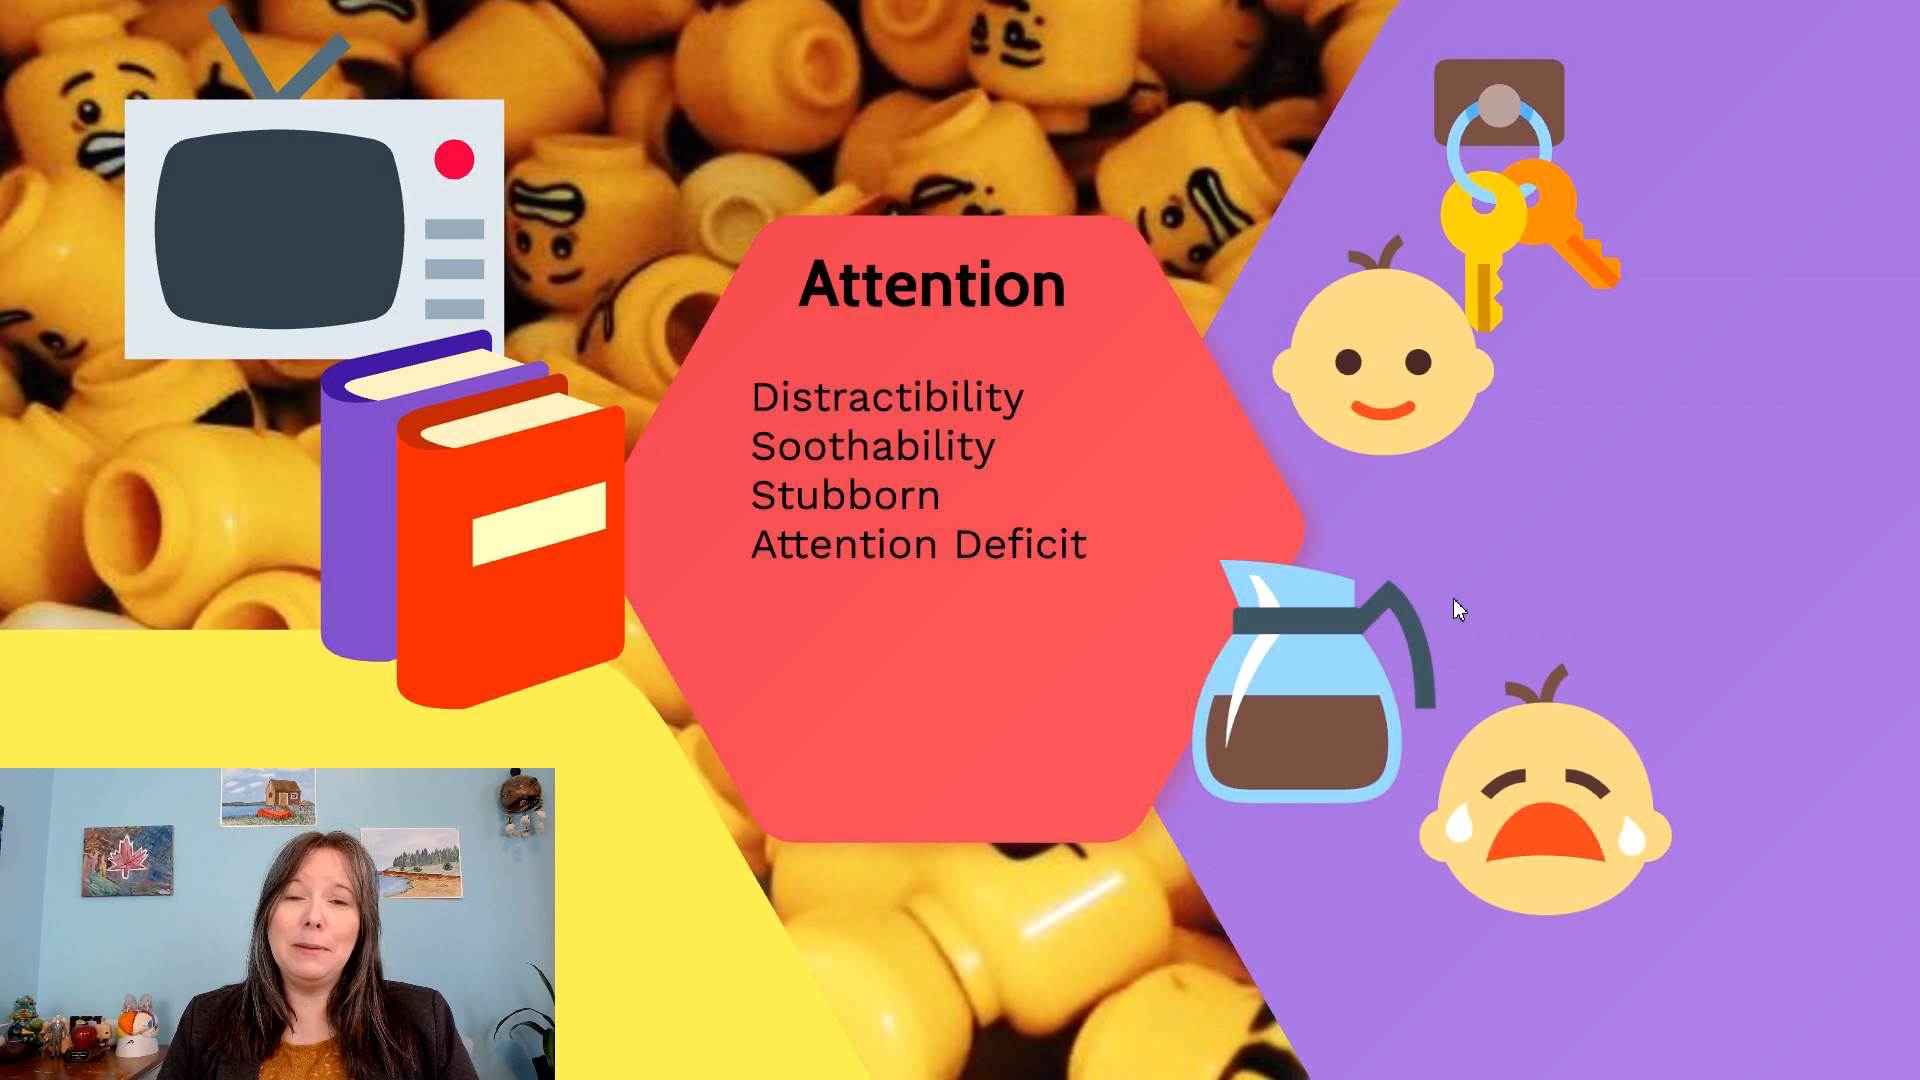 Attention
Distractibility
Soothability
Stubborn
Attention Deficit